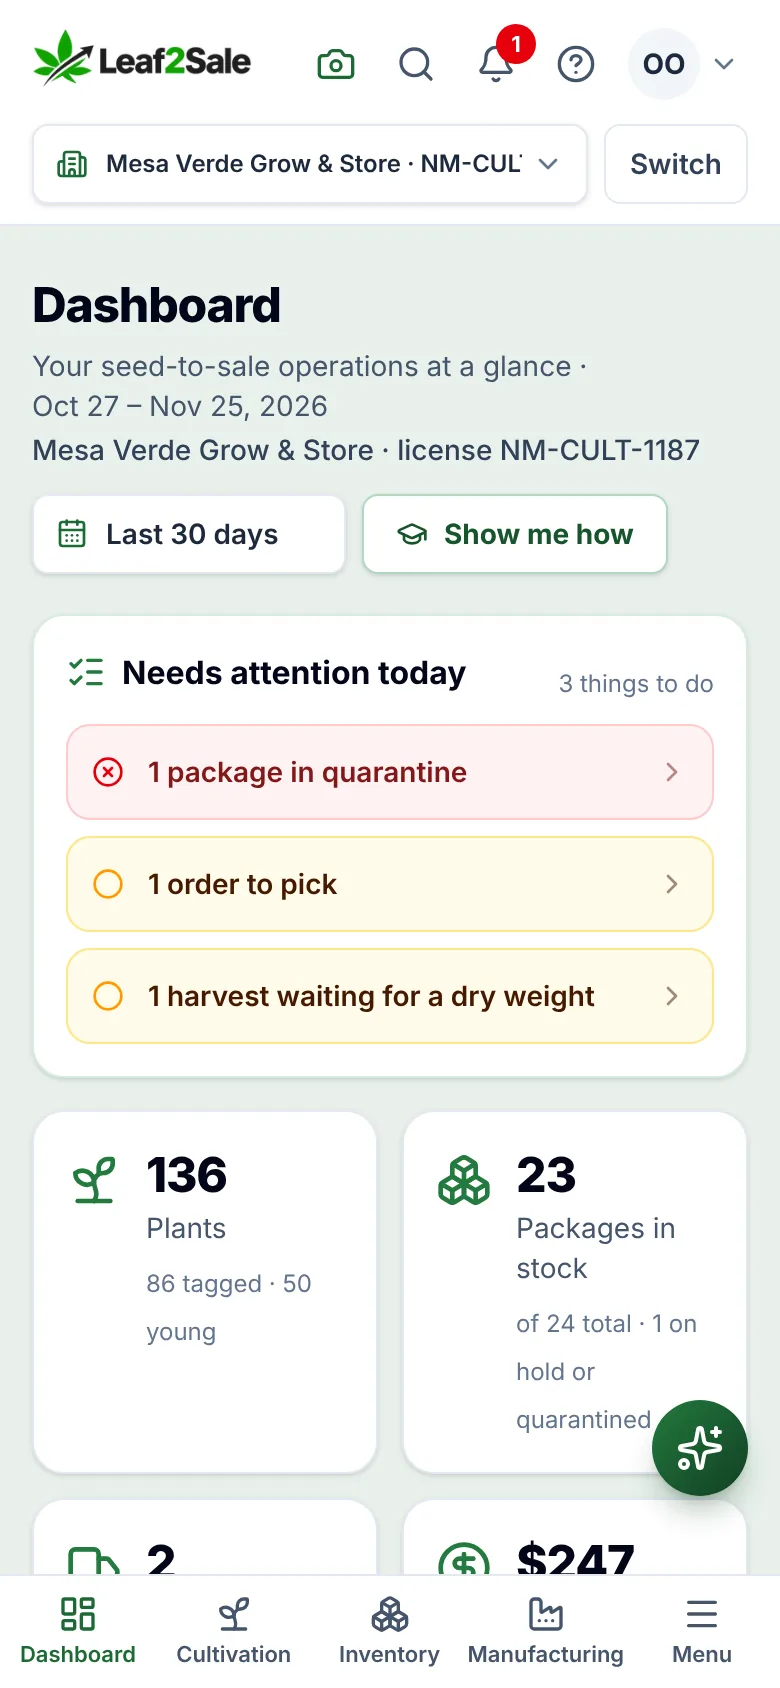 Leaf2Sale
1
OO
Mesa Verde Grow & Store · NM-CULT
Switch
Dashboard
Your seed-to-sale operations at a glance ·
Oct 27 – Nov 25, 2026
Mesa Verde Grow & Store · license NM-CULT-1187
Last 30 days
Show me how
Needs attention today
3 things to do
1 package in quarantine
1 order to pick
1 harvest waiting for a dry weight
136
Plants
86 tagged · 50
young
23
Packages in
stock
of 24 total · 1 on
hold or
quarantined
2
$247
Dashboard
Cultivation
Inventory
Manufacturing
Menu